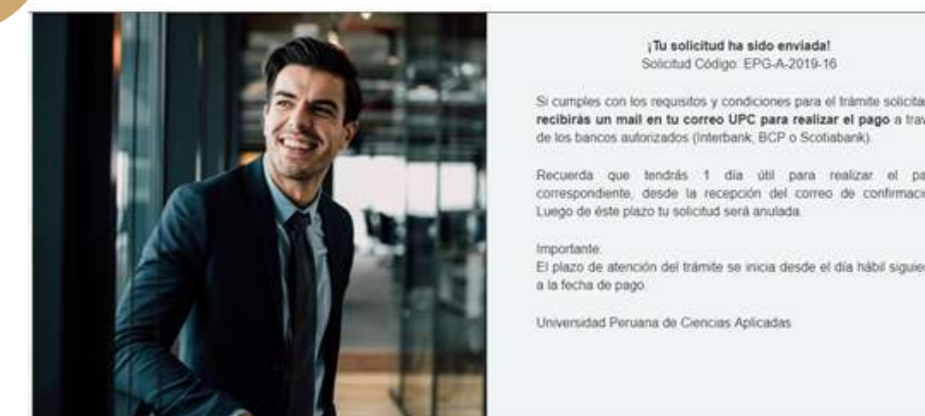 ¡Tu solicitud ha sido enviada!
Solicitud Código: EPG-A-2019-16
Si cumples con los requisitos y condiciones para el trámite
recibirás un mail en tu correo UPC para realizar el pago a
de los bancos autorizados (Interbank, BCP o Scotiabank).
Recuerda que tendrás 1 día útil para realizar el
correspondiente, desde la recepción del correo de
Luego de éste plazo tu solicitud será anulada.
Importante:
El plazo de atención del trámite se inicia desde el día hábil
a la fecha de pago.
Universidad Peruana de Ciencias Aplicadas